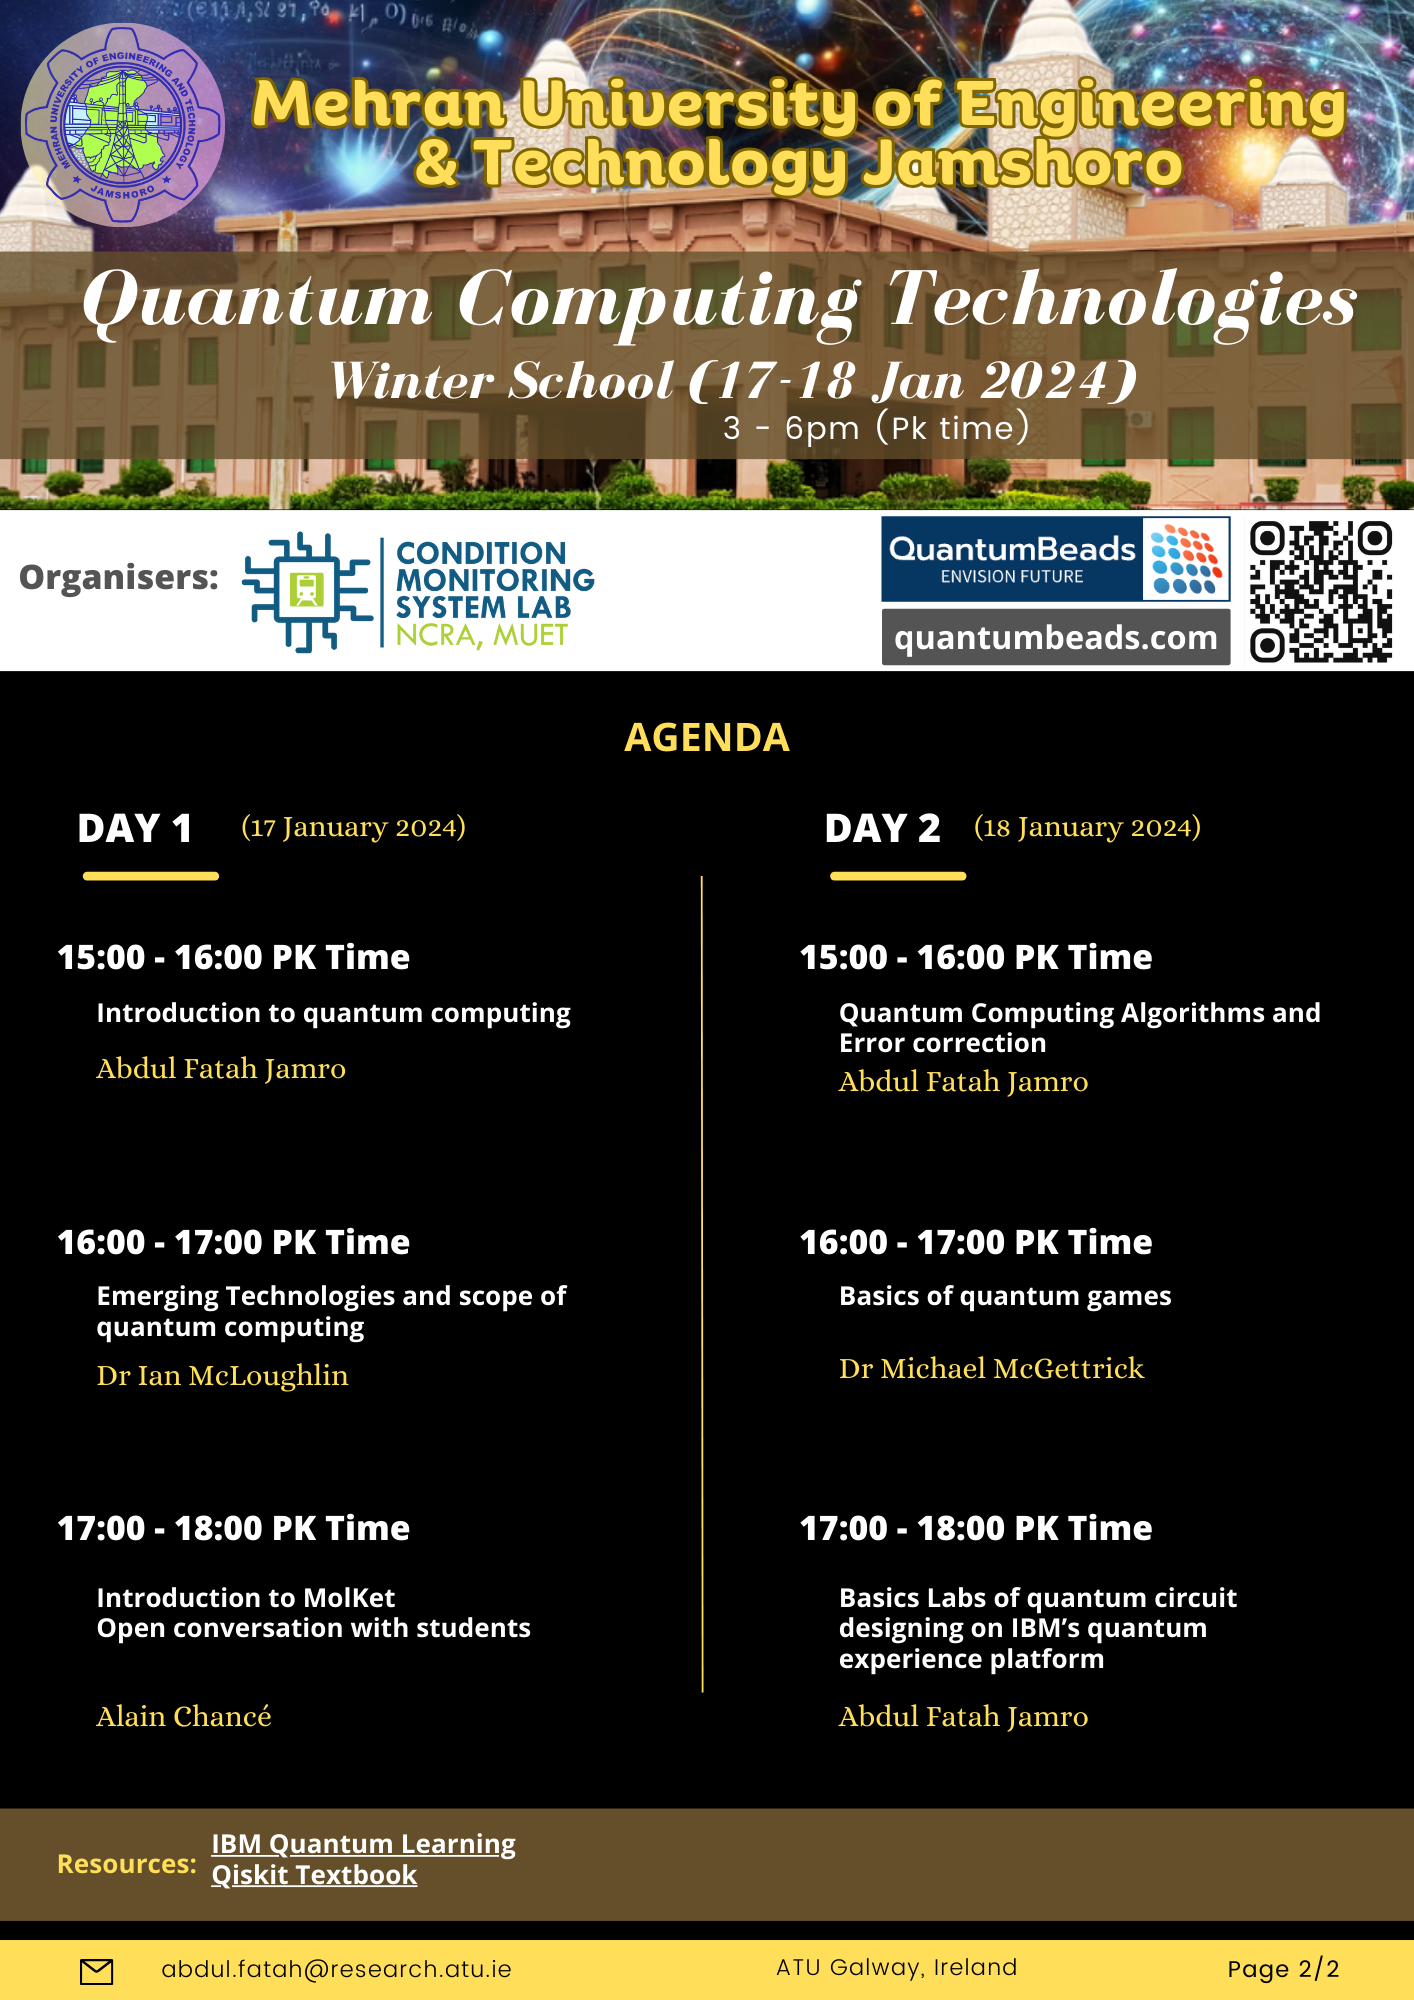 MEHRAN UNIVERSITY OF ENGINEERING AND TECHNOLOGY
JAMSHORO
Mehran University of Engineering
& Technology Jamshoro
Quantum Computing Technologies
Winter School (17-18 Jan 2024)
3 - 6pm (Pk time)
Organisers:
CONDITION
MONITORING
SYSTEM LAB
NCRA, MUET
QuantumBeads
ENVISION FUTURE
quantumbeads.com
AGENDA
DAY 1 (17 January 2024)
15:00 - 16:00 PK Time
Introduction to quantum computing
Abdul Fatah Jamro
16:00 - 17:00 PK Time
Emerging Technologies and scope of
quantum computing
Dr Ian McLoughlin
17:00 - 18:00 PK Time
Introduction to MolKet
Open conversation with students
Alain Chancé
DAY 2 (18 January 2024)
15:00 - 16:00 PK Time
Quantum Computing Algorithms and
Error correction
Abdul Fatah Jamro
16:00 - 17:00 PK Time
Basics of quantum games
Dr Michael McGettrick
17:00 - 18:00 PK Time
Basics Labs of quantum circuit
designing on IBM’s quantum
experience platform
Abdul Fatah Jamro
Resources:
IBM Quantum Learning
Qiskit Textbook
abdul.fatah@research.atu.ie
ATU Galway, Ireland
Page 2/2